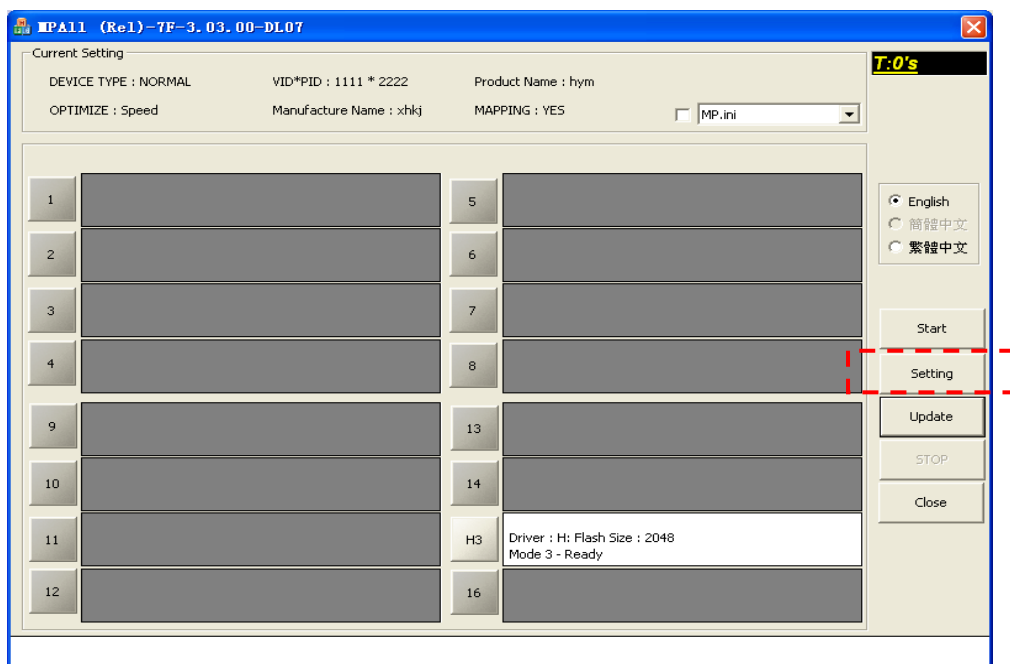 MPAll (Rel)-7F-3.03.00-DL07
Current Setting
DEVICE TYPE : NORMAL VID*PID : 1111 * 2222 Product Name : hym
OPTIMIZE : Speed Manufacture Name : xhkj MAPPING : YES MP.ini
T:0's
English
簡體中文
繁體中文
1
2
3
4
5
6
7
8
9
10
11
12
13
14
H3 Driver : H: Flash Size : 2048
Mode 3 - Ready
16
Start
Setting
Update
STOP
Close